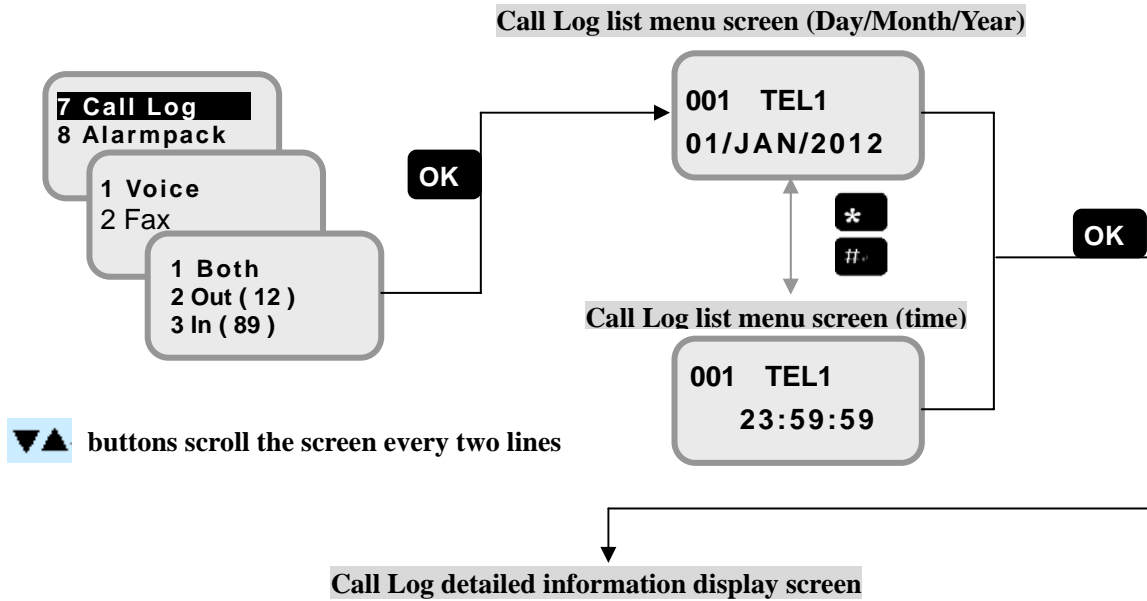 Call Log list menu screen (Day/Month/Year)
7 Call Log
8 Alarmpack
1 Voice
2 Fax
1 Both
2 Out ( 12 )
3 In ( 89 )
OK
001 TEL1
01/JAN/2012
*
#
OK
Call Log list menu screen (time)
001 TEL1
23:59:59
▼▲ buttons scroll the screen every two lines
Call Log detailed information display screen